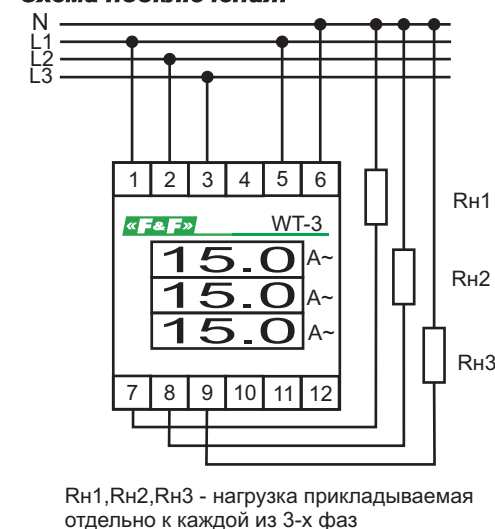 Схема подключения
N
L1
L2
L3
1 2 3 4 5 6
«F&F» WT-3
15.0 A~
15.0 A~
15.0 A~
7 8 9 10 11 12
Rн1
Rн2
Rн3
Rн1,Rн2,Rн3 - нагрузка прикладываемая
отдельно к каждой из 3-х фаз